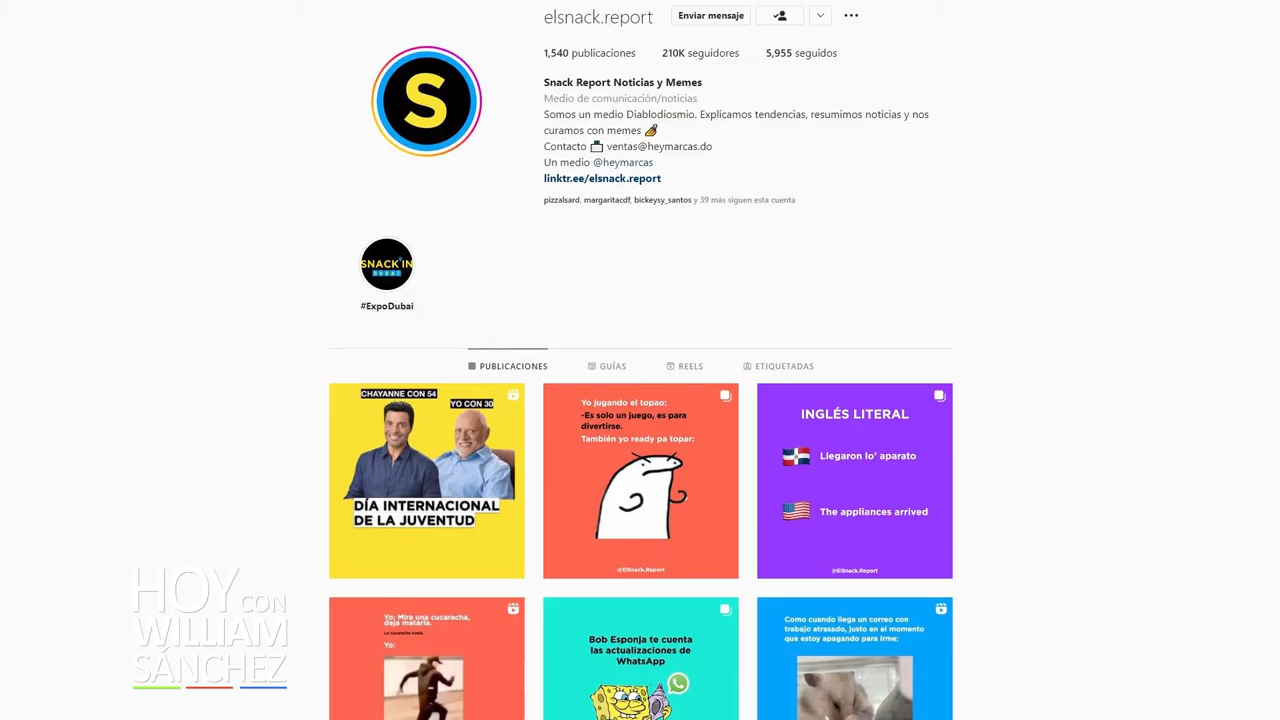 elsnack.report Enviar mensaje
1,540 publicaciones 210K seguidores 5,955 seguidos
Snack Report Noticias y Memes
Medio de comunicación/noticias
Somos un medio Diablodiosmio. Explicamos tendencias, resumimos noticias y nos
curamos con memes
Contacto ventas@heymarcas.do
Un medio @heymarcas
linktr.ee/elsnack.report
pizzalsard, margaritacdf, bickeysy_santos y 39 más siguen esta cuenta
S
SNACK'IN
DUBAI
#ExpoDubai
PUBLICACIONES GUÍAS REELS ETIQUETADAS
CHAYANNE CON 54
YO CON 30
DÍA INTERNACIONAL
DE LA JUVENTUD
Yo jugando el topao:
-Es solo un juego, es para
divertirse.
También yo ready pa topar:
@ElSnack.Report
INGLÉS LITERAL
Llegaron lo' aparato
The appliances arrived
@ElSnack.Report
Yo; Mira una cucaracha,
deja matarla.
La cucaracha vuela.
Yo:
Bob Esponja te cuenta
las actualizaciones de
WhatsApp
Como cuando llega un correo con
trabajo atrasado, justo en el momento
que estoy apagando para irme:
HOY CON
WILLIAM
SÁNCHEZ